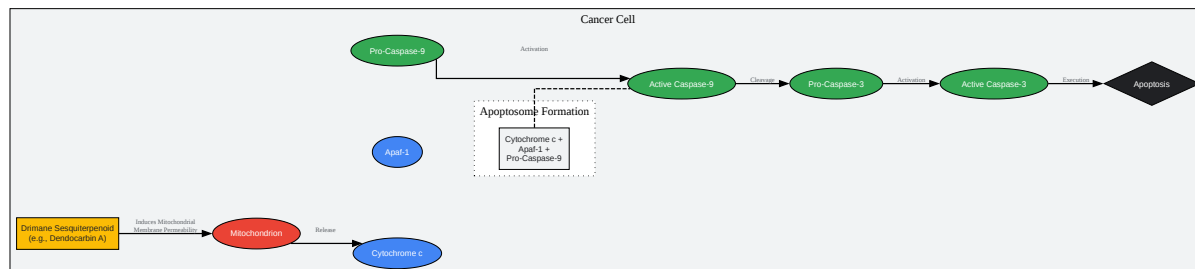 Cancer Cell
Pro-Caspase-9
Activation
Active Caspase-9
Cleavage
Pro-Caspase-3
Activation
Active Caspase-3
Execution
Apoptosis
Apoptosome Formation
Cytochrome c +
Apaf-1 +
Pro-Caspase-9
Apaf-1
Drimane Sesquiterpenoid
(e.g., Dendocarbin A)
Induces Mitochondrial
Membrane Permeability
Mitochondrion
Release
Cytochrome c